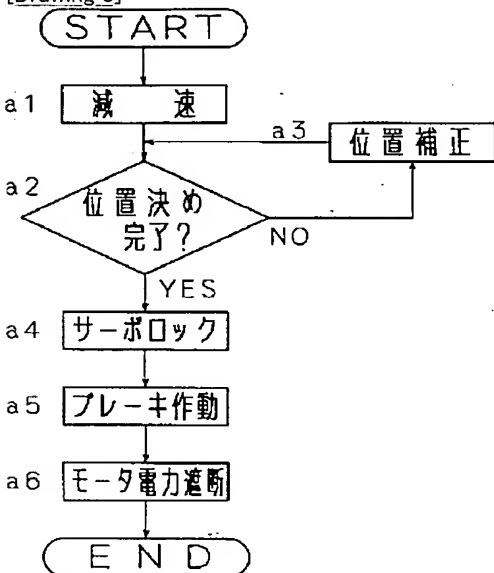 START
a1 減速
a3 位置補正
a2 位置決め
完了?
NO
YES
a4 サーボロック
a5 ブレーキ作動
a6 モータ電力遮断
END